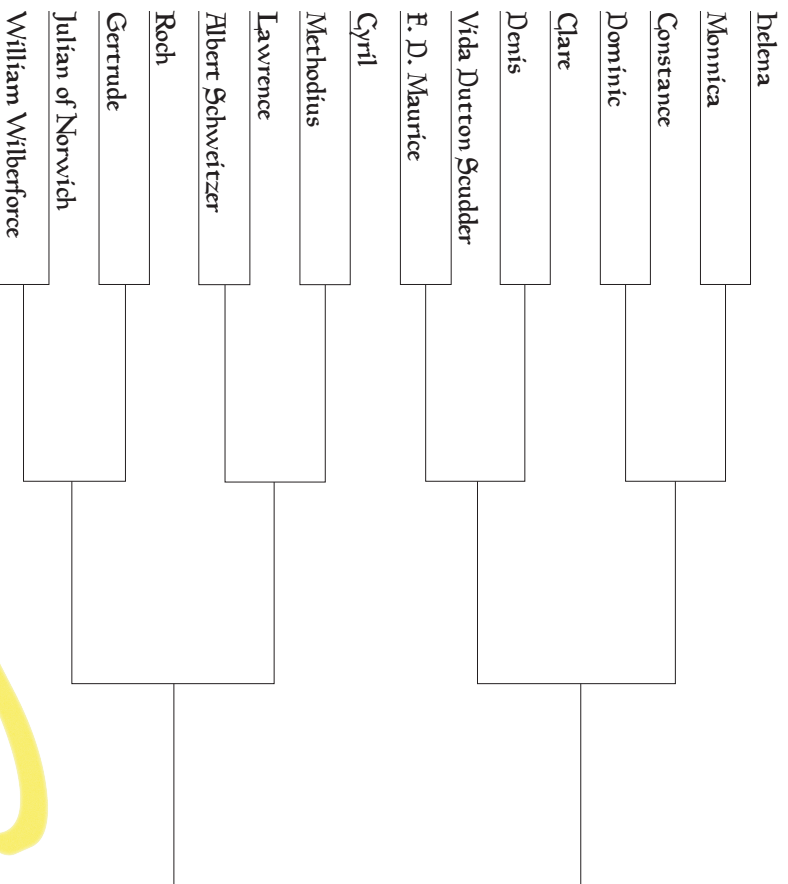 helena
Monnica
Constance
Dominic
Clare
Denis
Vida Dutton Scudder
F. D. Maurice
Cyril
Methodius
Lawrence
Albert Schweitzer
Roch
Gertrude
Julian of Norwich
William Wilberforce